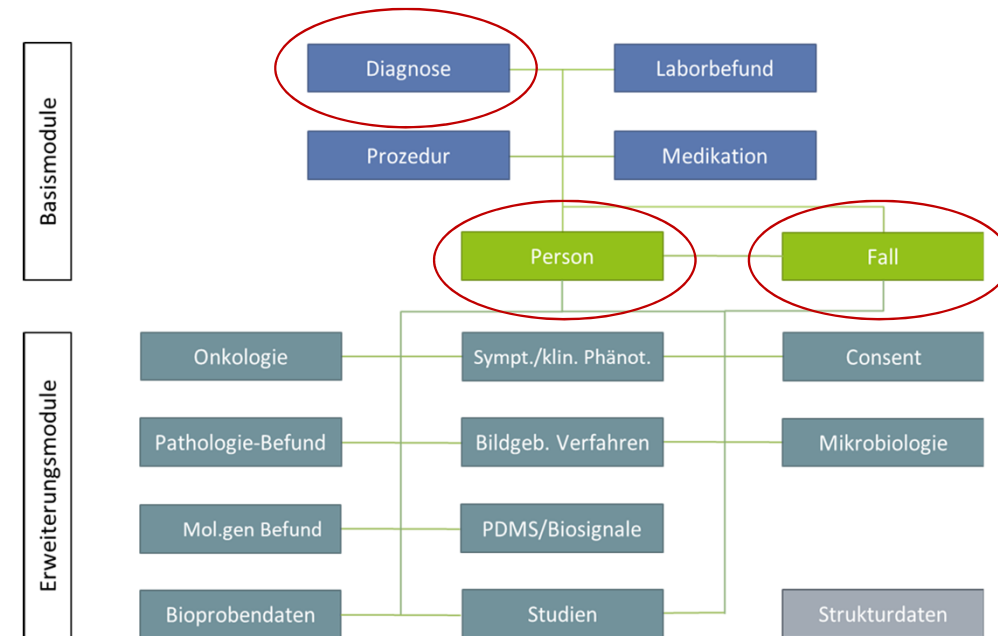 Basismodule
Diagnose
Laborbefund
Prozedur
Medikation
Person
Fall
Erweiterungsmodule
Onkologie
Sympt./klin. Phänot.
Consent
Pathologie-Befund
Bildgeb. Verfahren
Mikrobiologie
Mol.gen Befund
PDMS/Biosignale
Bioprobendaten
Studien
Strukturdaten